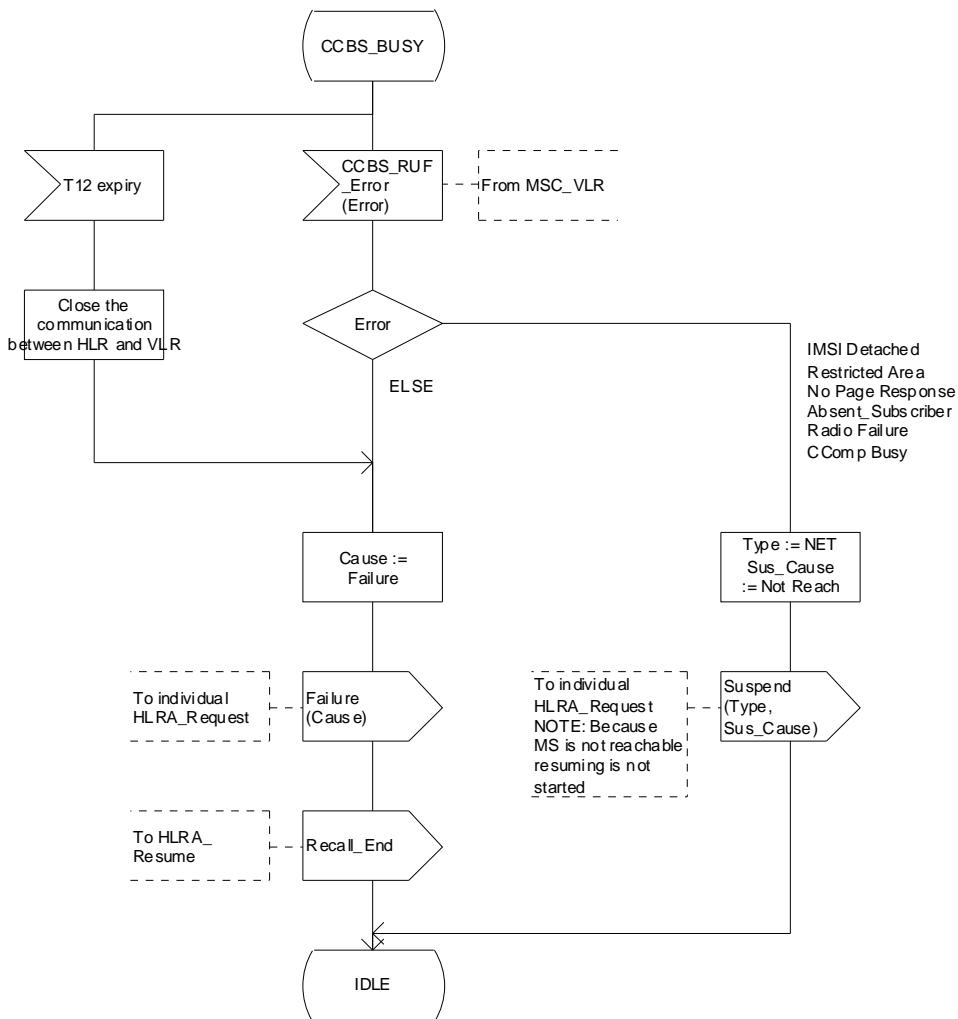 CCBS_BUSY
T12 expiry
CCBS_RUF
_Error
(Error)
From MSC_VLR
Close the
communication
between HLR and VLR
Error
ELSE
IMSI Detached
Restricted Area
No Page Response
Absent_Subscriber
Radio Failure
CComp Busy
Cause :=
Failure
Type := NET
Sus_Cause
:= Not Reach
To individual
HLRA_Request
Failure
(Cause)
To individual
HLRA_Request
NOTE: Because
MS is not reachable
resuming is not
started
Suspend
(Type,
Sus_Cause)
To HLRA_
Resume
Recall_End
IDLE